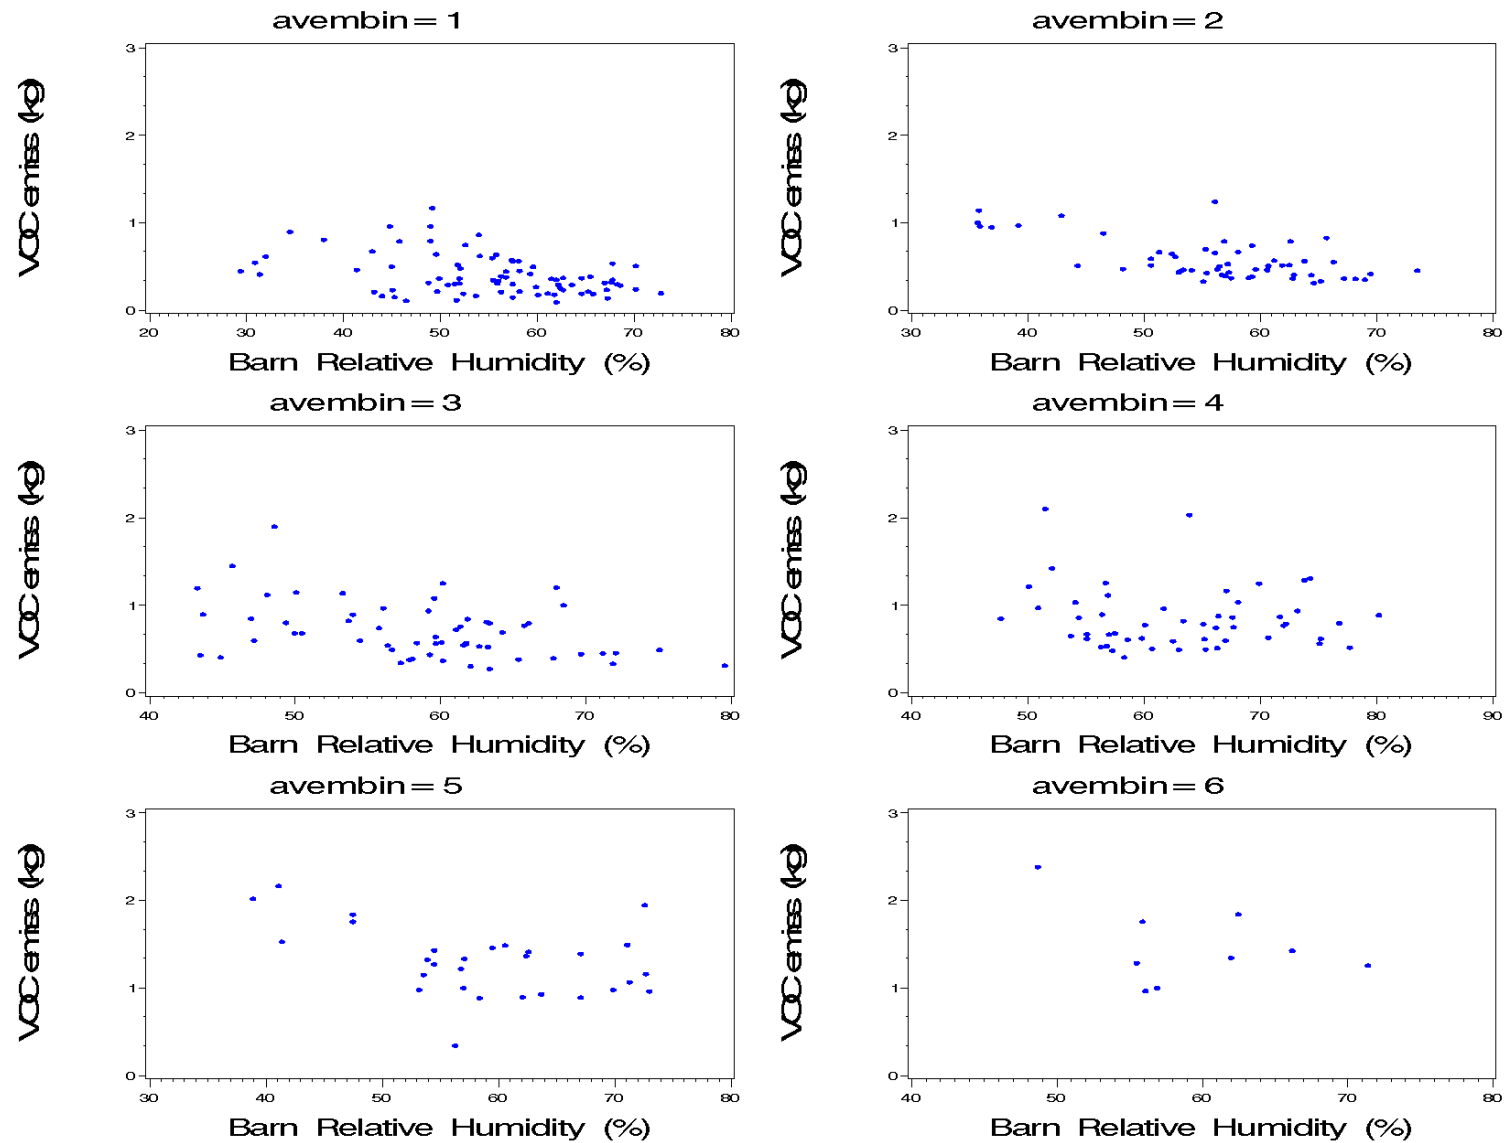 avembin= 1
3
2
1
0
VOC emiss (kg)
20 30 40 50 60 70 80
Barn Relative Humidity (%)
avembin= 2
3
2
1
0
VOC emiss (kg)
30 40 50 60 70 80
Barn Relative Humidity (%)
avembin= 3
3
2
1
0
VOC emiss (kg)
40 50 60 70 80
Barn Relative Humidity (%)
avembin= 4
3
2
1
0
VOC emiss (kg)
40 50 60 70 80 90
Barn Relative Humidity (%)
avembin= 5
3
2
1
0
VOC emiss (kg)
30 40 50 60 70 80
Barn Relative Humidity (%)
avembin= 6
3
2
1
0
VOC emiss (kg)
40 50 60 70 80
Barn Relative Humidity (%)